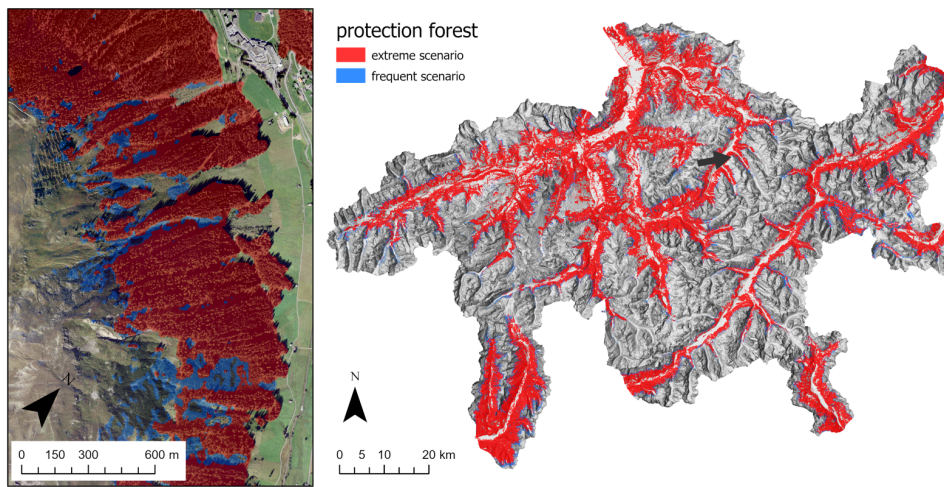 N
0 150 300 600 m
protection forest
extreme scenario
frequent scenario
N
0 5 10 20 km